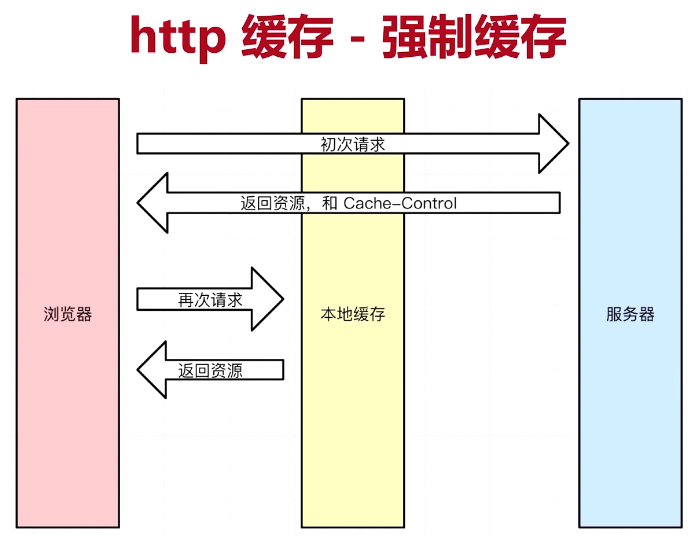 http 缓存 - 强制缓存
初次请求
返回资源，和 Cache-Control
再次请求
返回资源
浏览器
本地缓存
服务器